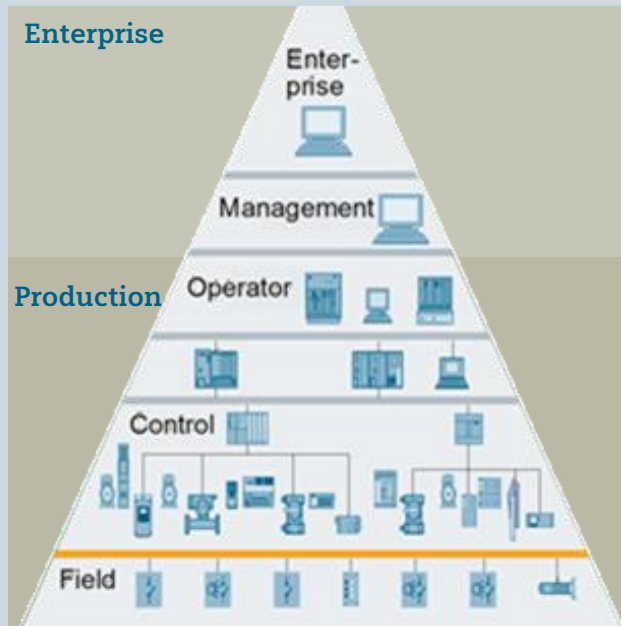 Enterprise
Enter-
prise
Management
Production
Operator
Control
Field